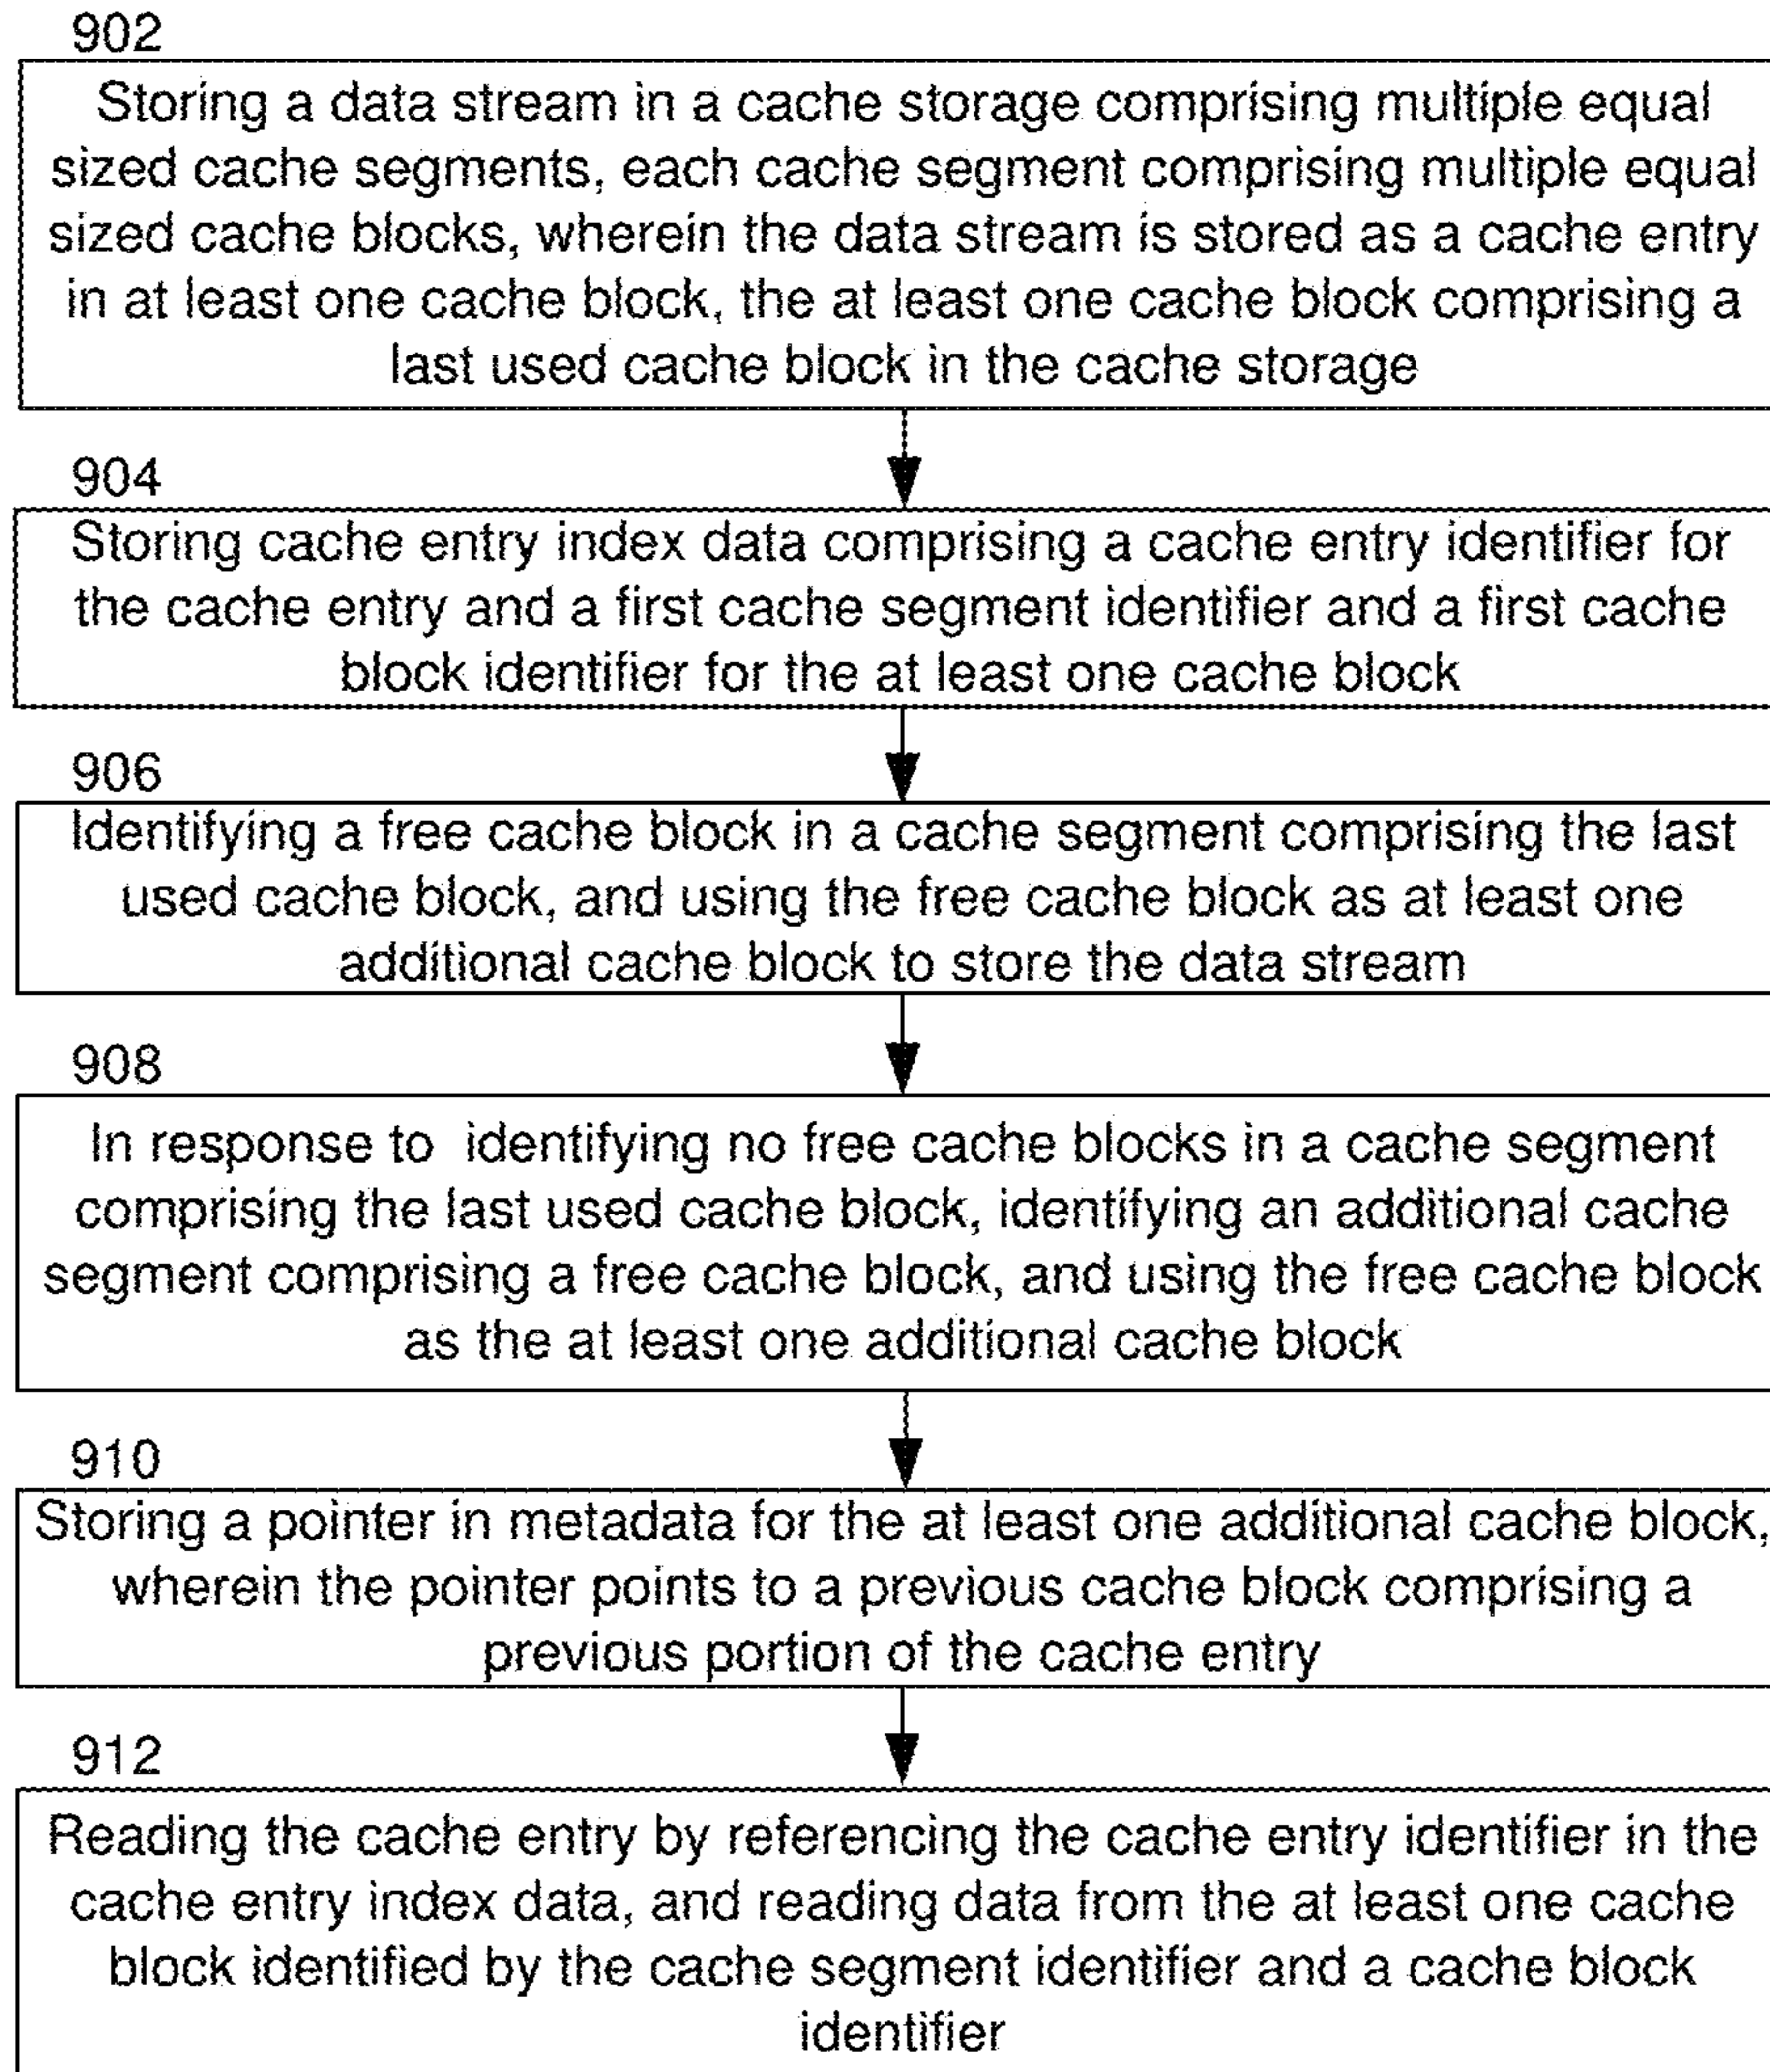 902
Storing a data stream in a cache storage comprising multiple equal
sized cache segments, each cache segment comprising multiple equal
sized cache blocks, wherein the data stream is stored as a cache entry
in at least one cache block, the at least one cache block comprising a
last used cache block in the cache storage
904
Storing cache entry index data comprising a cache entry identifier for
the cache entry and a first cache segment identifier and a first cache
block identifier for the at least one cache block
906
Identifying a free cache block in a cache segment comprising the last
used cache block, and using the free cache block as at least one
additional cache block to store the data stream
908
In response to identifying no free cache blocks in a cache segment
comprising the last used cache block, identifying an additional cache
segment comprising a free cache block, and using the free cache block
as the at least one additional cache block
910
Storing a pointer in metadata for the at least one additional cache block,
wherein the pointer points to a previous cache block comprising a
previous portion of the cache entry
912
Reading the cache entry by referencing the cache entry identifier in the
cache entry index data, and reading data from the at least one cache
block identified by the cache segment identifier and a cache block
identifier